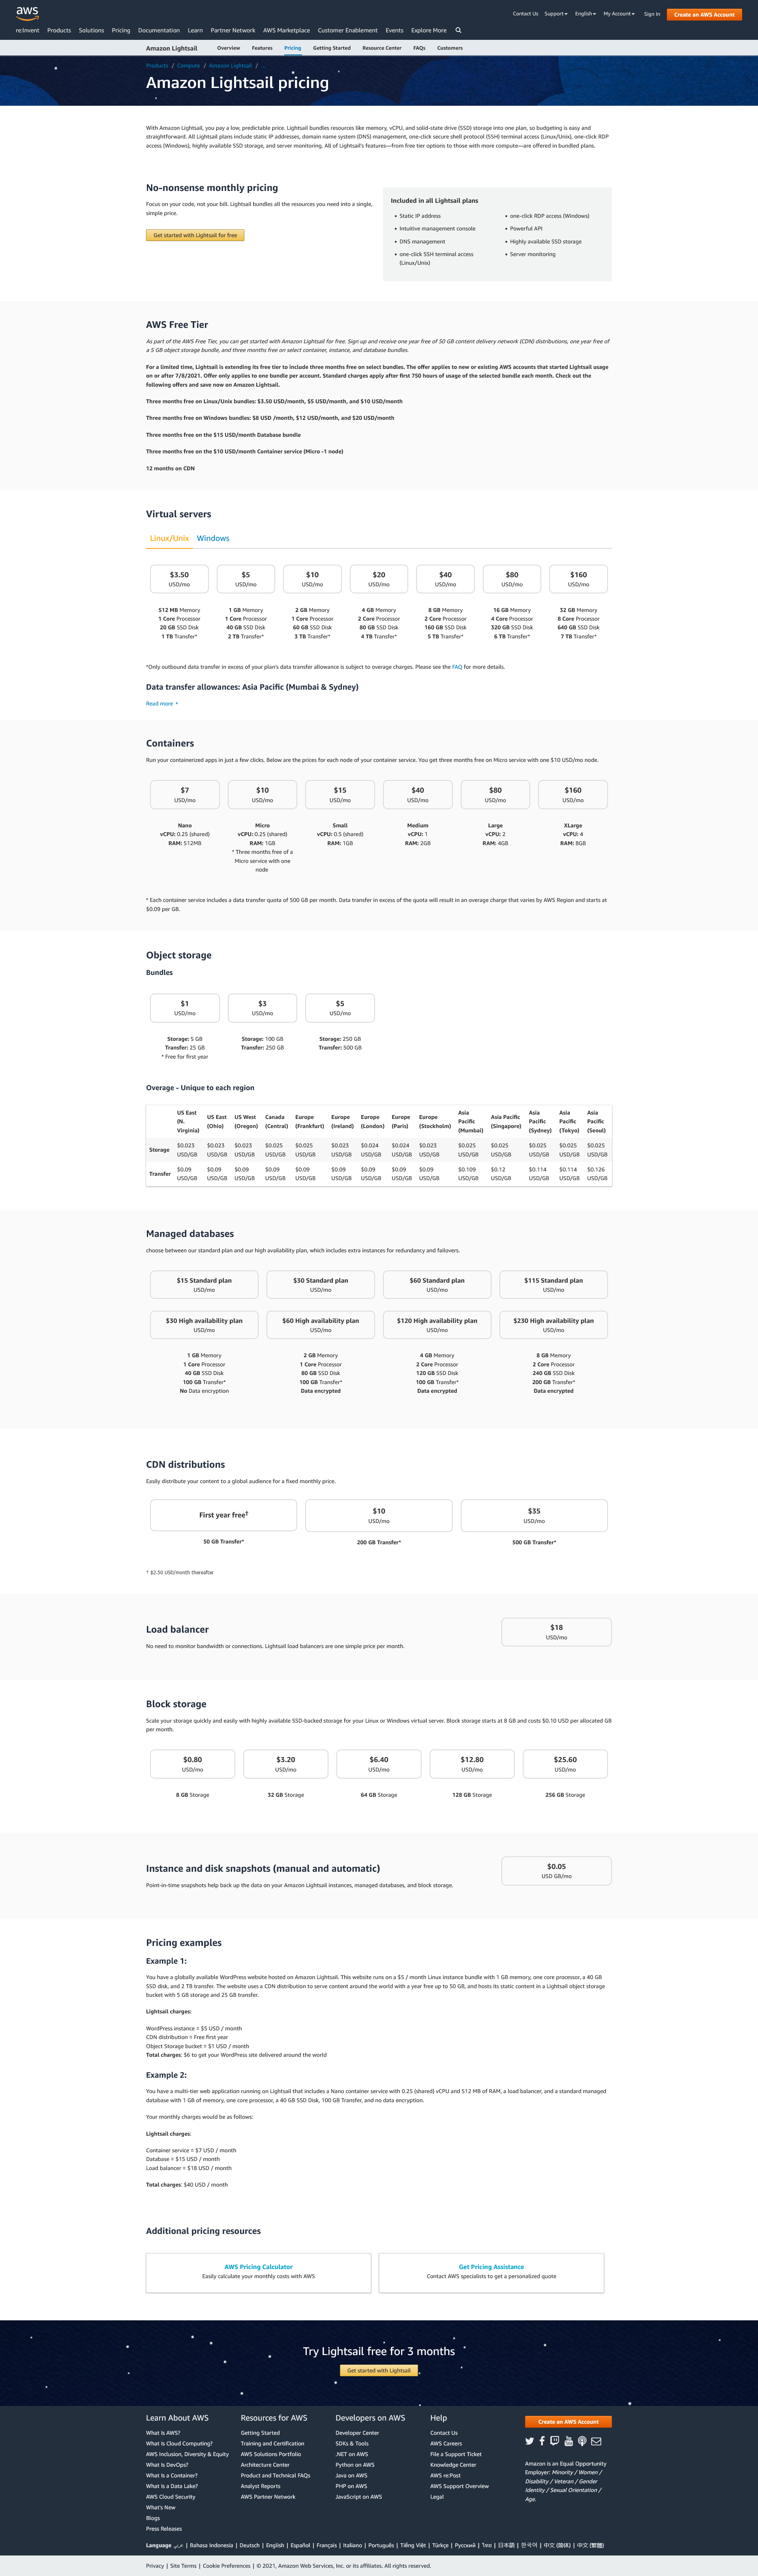 aws
Contact Us Support English My Account Sign In Create an AWS Account
re:Invent Products Solutions Pricing Documentation Learn Partner Network AWS Marketplace Customer Enablement Events Explore More
Amazon Lightsail Overview Features Pricing Getting Started Resource Center FAQs Customers
Products / Compute / Amazon Lightsail / ...
Amazon Lightsail pricing
With Amazon Lightsail, you pay a low, predictable price. Lightsail bundles resources like memory, vCPU, and solid-state drive (SSD) storage into one plan, so budgeting is easy and
straightforward. All Lightsail plans include static IP addresses, domain name system (DNS) management, one-click secure shell protocol (SSH) terminal access (Linux/Unix), one-click RDP
access (Windows), highly available SSD storage, and server monitoring. All of Lightsail's features—from free tier options to those with more compute—are offered in bundled plans.
No-nonsense monthly pricing
Focus on your code, not your bill. Lightsail bundles all the resources you need into a single,
simple price.
Get started with Lightsail for free
Included in all Lightsail plans
• Static IP address
• Intuitive management console
• DNS management
• one-click SSH terminal access
(Linux/Unix)
• one-click RDP access (Windows)
• Powerful API
• Highly available SSD storage
• Server monitoring
AWS Free Tier
As part of the AWS Free Tier, you can get started with Amazon Lightsail for free. Sign up and receive one year free of 50 GB content delivery network (CDN) distributions, one year free of
a 5 GB object storage bundle, and three months free on select container, instance, and database bundles.
For a limited time, Lightsail is extending its free tier to include three months free on select bundles. The offer applies to new or existing AWS accounts that started Lightsail usage
on or after 7/8/2021. Offer only applies to one bundle per account. Standard charges apply after first 750 hours of usage of the selected bundle each month. Check out the
following offers and save now on Amazon Lightsail.
Three months free on Linux/Unix bundles: $3.50 USD/month, $5 USD/month, and $10 USD/month
Three months free on Windows bundles: $8 USD /month, $12 USD/month, and $20 USD/month
Three months free on the $15 USD/month Database bundle
Three months free on the $10 USD/month Container service (Micro -1 node)
12 months on CDN
Virtual servers
Linux/Unix Windows
$3.50 $5 $10 $20 $40 $80 $160
USD/mo USD/mo USD/mo USD/mo USD/mo USD/mo USD/mo
512 MB Memory 1 GB Memory 2 GB Memory 4 GB Memory 8 GB Memory 16 GB Memory 32 GB Memory
1 Core Processor 1 Core Processor 1 Core Processor 2 Core Processor 2 Core Processor 4 Core Processor 8 Core Processor
20 GB SSD Disk 40 GB SSD Disk 60 GB SSD Disk 80 GB SSD Disk 160 GB SSD Disk 320 GB SSD Disk 640 GB SSD Disk
1 TB Transfer* 2 TB Transfer* 3 TB Transfer* 4 TB Transfer* 5 TB Transfer* 6 TB Transfer* 7 TB Transfer*
*Only outbound data transfer in excess of your plan's data transfer allowance is subject to overage charges. Please see the FAQ for more details.
Data transfer allowances: Asia Pacific (Mumbai & Sydney)
Read more
Containers
Run your containerized apps in just a few clicks. Below are the prices for each node of your container service. You get three months free on Micro service with one $10 USD/mo node.
$7 $10 $15 $40 $80 $160
USD/mo USD/mo USD/mo USD/mo USD/mo USD/mo
Nano Micro Small Medium Large XLarge
vCPU: 0.25 (shared) vCPU: 0.25 (shared) vCPU: 0.5 (shared) vCPU: 1 vCPU: 2 vCPU: 4
RAM: 512MB RAM: 1GB RAM: 1GB RAM: 2GB RAM: 4GB RAM: 8GB
* Three months free of a
Micro service with one
node
* Each container service includes a data transfer quota of 500 GB per month. Data transfer in excess of the quota will result in an overage charge that varies by AWS Region and starts at
$0.09 per GB.
Object storage
Bundles
$1 $3 $5
USD/mo USD/mo USD/mo
Storage: 5 GB Storage: 100 GB Storage: 250 GB
Transfer: 25 GB Transfer: 250 GB Transfer: 500 GB
* Free for first year
Overage - Unique to each region
US East (N. Virginia) US East (Ohio) US West (Oregon) Canada (Central) Europe (Frankfurt) Europe (Ireland) Europe (London) Europe (Paris) Europe (Stockholm) Asia Pacific (Mumbai) Asia Pacific (Singapore) Asia Pacific (Sydney) Asia Pacific (Tokyo) Asia Pacific (Seoul)
Storage $0.023 USD/GB $0.023 USD/GB $0.023 USD/GB $0.025 USD/GB $0.025 USD/GB $0.023 USD/GB $0.024 USD/GB $0.024 USD/GB $0.023 USD/GB $0.025 USD/GB $0.025 USD/GB $0.025 USD/GB $0.025 USD/GB $0.025 USD/GB
Transfer $0.09 USD/GB $0.09 USD/GB $0.09 USD/GB $0.09 USD/GB $0.09 USD/GB $0.09 USD/GB $0.09 USD/GB $0.09 USD/GB $0.09 USD/GB $0.109 USD/GB $0.12 USD/GB $0.114 USD/GB $0.114 USD/GB $0.126 USD/GB
Managed databases
choose between our standard plan and our high availability plan, which includes extra instances for redundancy and failovers.
$15 Standard plan $30 Standard plan $60 Standard plan $115 Standard plan
USD/mo USD/mo USD/mo USD/mo
$30 High availability plan $60 High availability plan $120 High availability plan $230 High availability plan
USD/mo USD/mo USD/mo USD/mo
1 GB Memory 2 GB Memory 4 GB Memory 8 GB Memory
1 Core Processor 1 Core Processor 2 Core Processor 2 Core Processor
40 GB SSD Disk 80 GB SSD Disk 120 GB SSD Disk 240 GB SSD Disk
100 GB Transfer* 100 GB Transfer* 100 GB Transfer* 200 GB Transfer*
No Data encryption Data encrypted Data encrypted Data encrypted
CDN distributions
Easily distribute your content to a global audience for a fixed monthly price.
First year free† $10 $35
USD/mo USD/mo
50 GB Transfer* 200 GB Transfer* 500 GB Transfer*
† $2.50 USD/month thereafter
Load balancer
No need to monitor bandwidth or connections. Lightsail load balancers are one simple price per month.
$18
USD/mo
Block storage
Scale your storage quickly and easily with highly available SSD-backed storage for your Linux or Windows virtual server. Block storage starts at 8 GB and costs $0.10 USD per allocated GB
per month.
$0.80 $3.20 $6.40 $12.80 $25.60
USD/mo USD/mo USD/mo USD/mo USD/mo
8 GB Storage 32 GB Storage 64 GB Storage 128 GB Storage 256 GB Storage
Instance and disk snapshots (manual and automatic)
Point-in-time snapshots help back up the data on your Amazon Lightsail instances, managed databases, and block storage.
$0.05
USD GB/mo
Pricing examples
Example 1:
You have a globally available WordPress website hosted on Amazon Lightsail. This website runs on a $5 / month Linux instance bundle with 1 GB memory, one core processor, a 40 GB
SSD disk, and 2 TB transfer. The website uses a CDN distribution to serve content around the world with a year free up to 50 GB, and hosts its static content in a Lightsail object storage
bucket with 5 GB storage and 25 GB transfer.
Lightsail charges:
WordPress instance = $5 USD / month
CDN distribution = Free first year
Object Storage bucket = $1 USD / month
Total charges: $6 to get your WordPress site delivered around the world
Example 2:
You have a multi-tier web application running on Lightsail that includes a Nano container service with 0.25 (shared) vCPU and 512 MB of RAM, a load balancer, and a standard managed
database with 1 GB of memory, one core processor, a 40 GB SSD Disk, 100 GB Transfer, and no data encryption.
Your monthly charges would be as follows:
Lightsail charges:
Container service = $7 USD / month
Database = $15 USD / month
Load balancer = $18 USD / month
Total charges: $40 USD / month
Additional pricing resources
AWS Pricing Calculator
Easily calculate your monthly costs with AWS
Get Pricing Assistance
Contact AWS specialists to get a personalized quote
Try Lightsail free for 3 months
Get started with Lightsail
Learn About AWS
What Is AWS?
What Is Cloud Computing?
AWS Inclusion, Diversity & Equity
What Is DevOps?
What Is a Container?
What Is a Data Lake?
AWS Cloud Security
What's New
Blogs
Press Releases
Resources for AWS
Getting Started
Training and Certification
AWS Solutions Portfolio
Architecture Center
Product and Technical FAQs
Analyst Reports
AWS Partner Network
Developers on AWS
Developer Center
SDKs & Tools
.NET on AWS
Python on AWS
Java on AWS
PHP on AWS
JavaScript on AWS
Help
Contact Us
AWS Careers
File a Support Ticket
Knowledge Center
AWS re:Post
AWS Support Overview
Legal
Create an AWS Account
Amazon is an Equal Opportunity
Employer: Minority / Women /
Disability / Veteran / Gender
Identity / Sexual Orientation /
Age.
Language عربي | Bahasa Indonesia | Deutsch | English | Español | Français | Italiano | Português | Tiếng Việt | Türkçe | Ρусский | ไทย | 日本語 | 한국어 | 中文 (简体) | 中文 (繁體)
Privacy | Site Terms | Cookie Preferences | © 2021, Amazon Web Services, Inc. or its affiliates. All rights reserved.